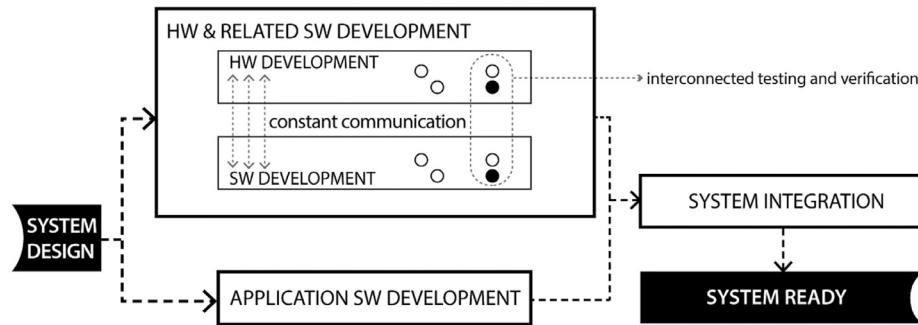 HW & RELATED SW DEVELOPMENT
HW DEVELOPMENT
interconnected testing and verification
constant communication
SW DEVELOPMENT
SYSTEM
DESIGN
SYSTEM INTEGRATION
APPLICATION SW DEVELOPMENT
SYSTEM READY